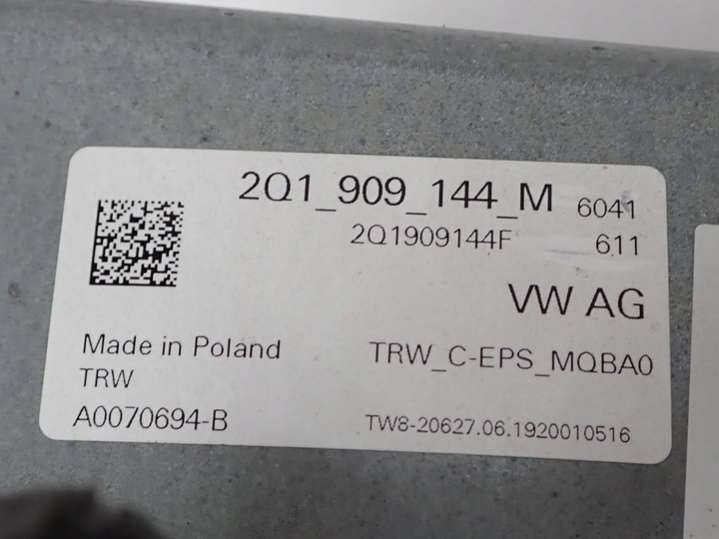 2Q1_909_144_M 6041
2Q1909144F 611
VW AG
Made in Poland TRW_C-EPS_MQBA0
TRW
A0070694-B TW8-20627.06.1920010516